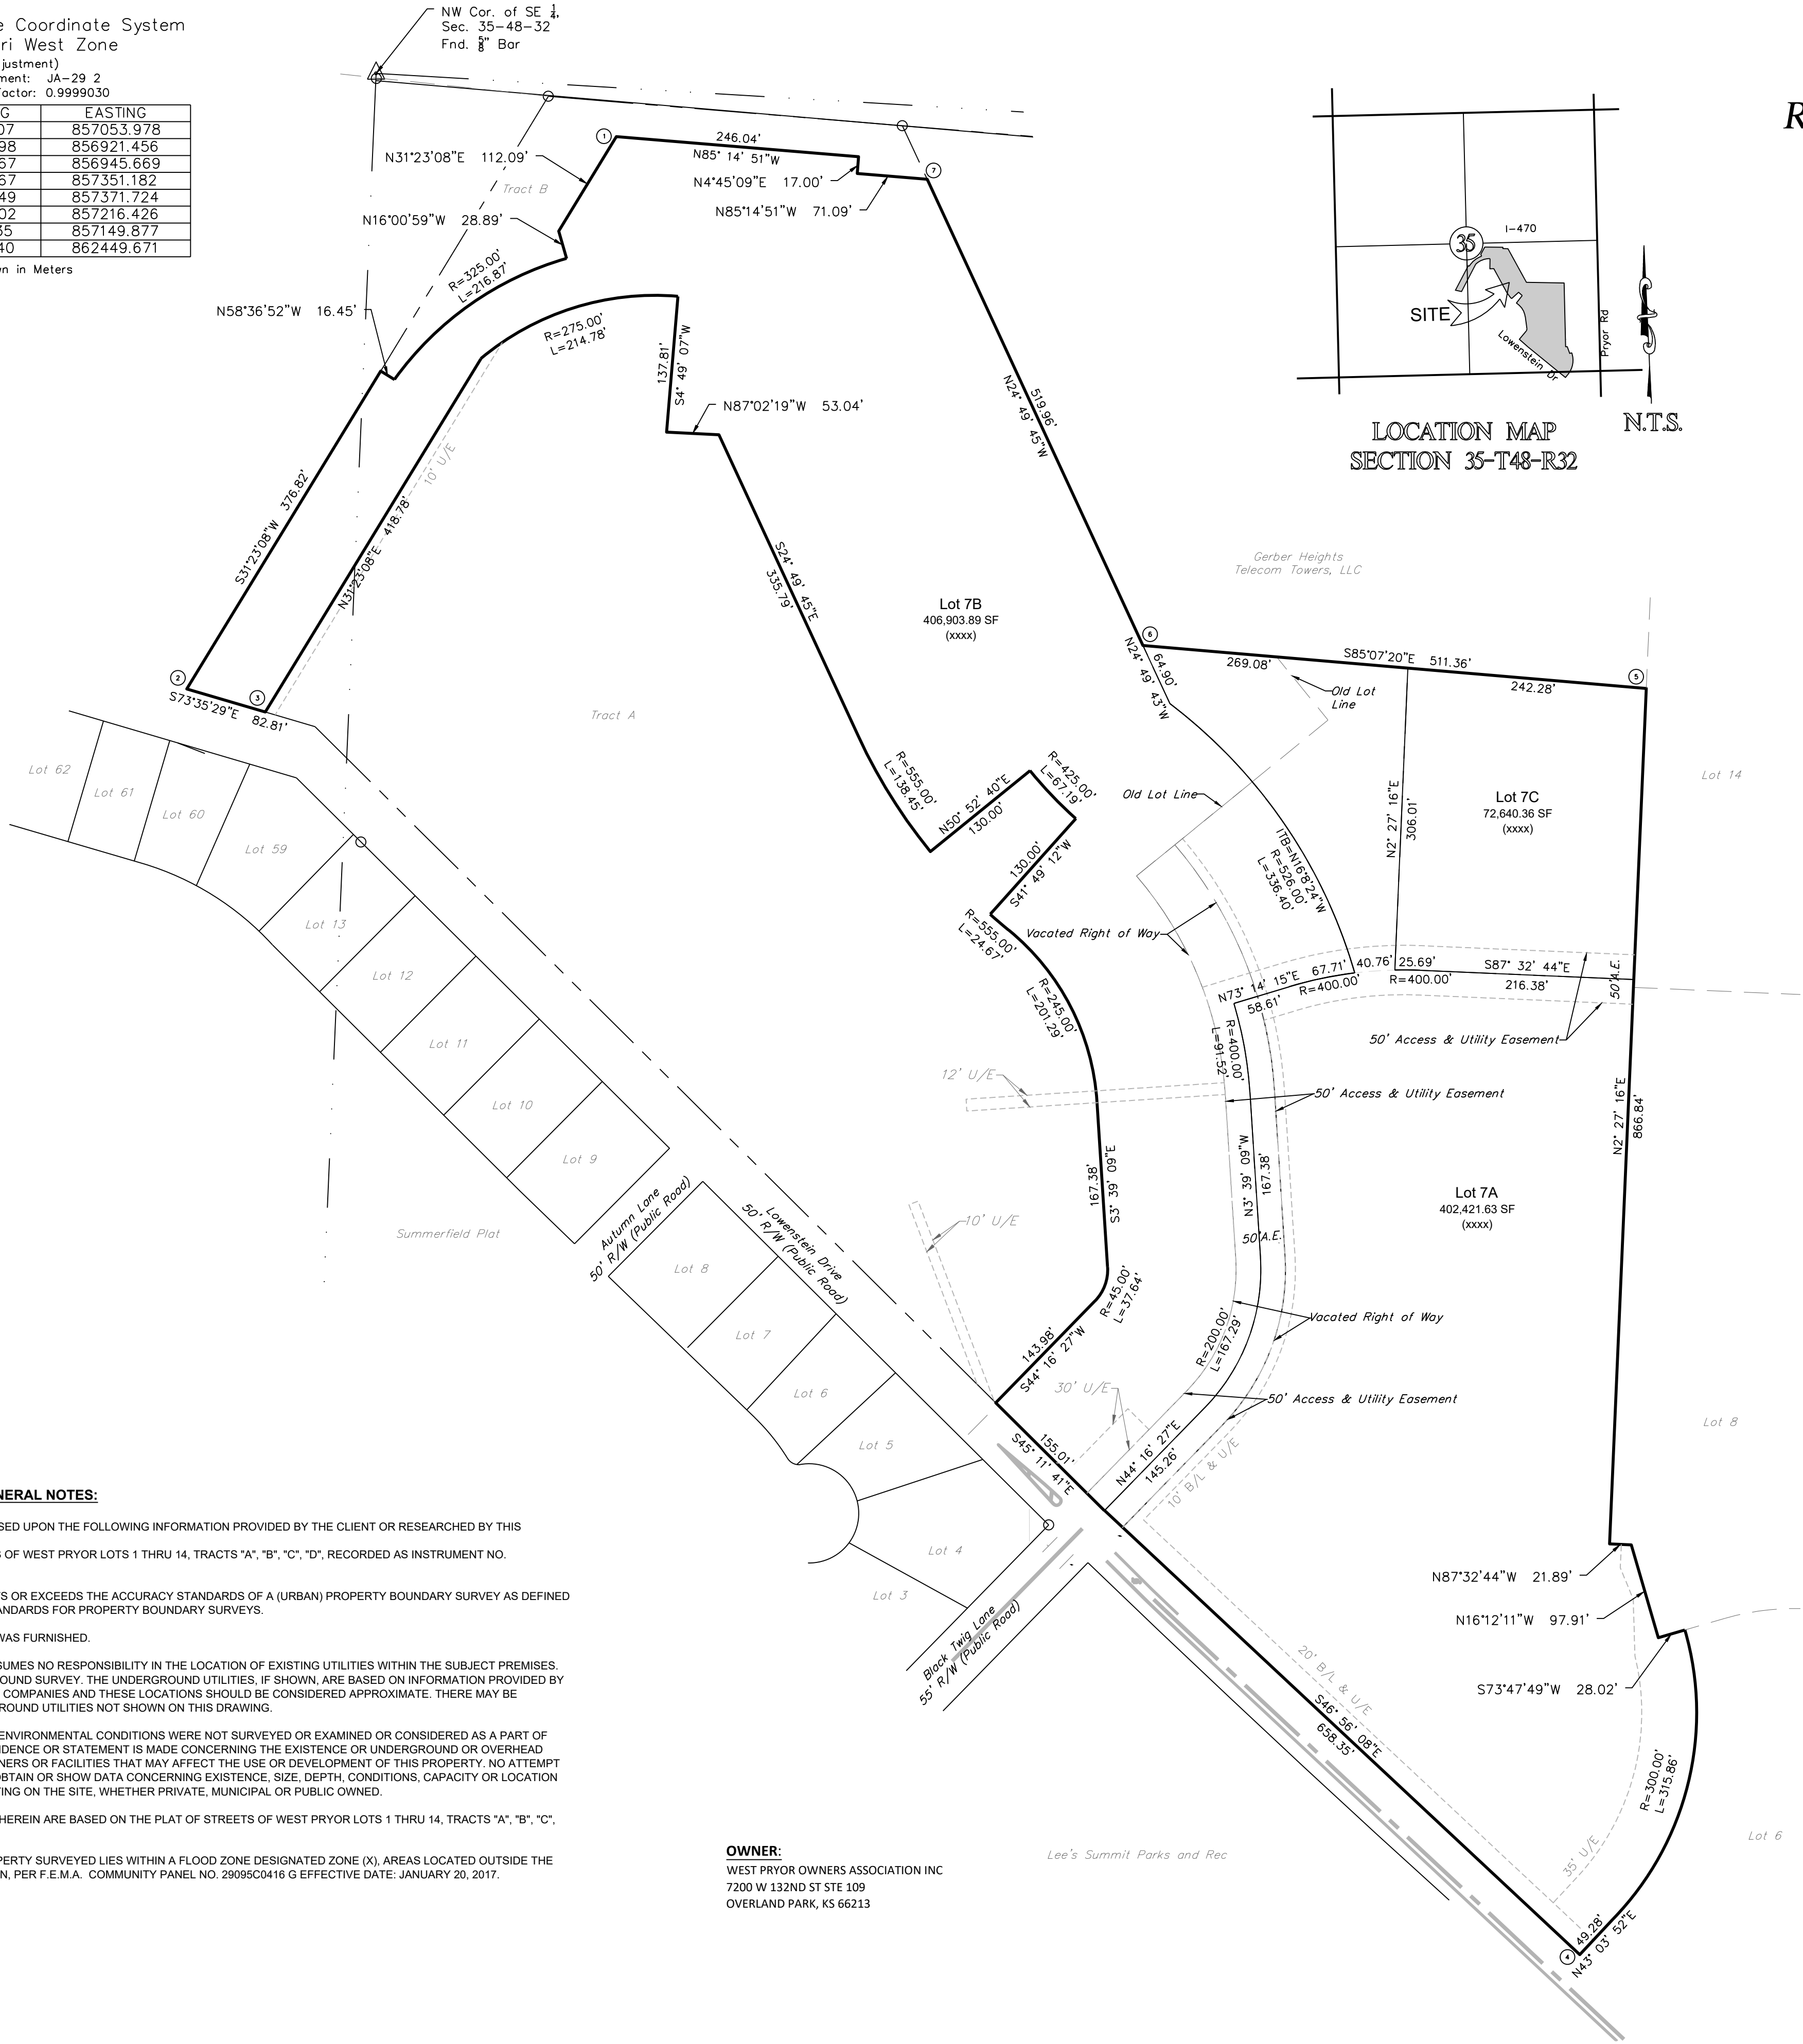 e Coordinate System
ri West Zone
justment)
ment: JA-29 2
actor: 0.9999030
G EASTING
07 857053.978
98 856921.456
67 856945.669
67 857351.182
49 857371.724
02 857216.426
35 857149.877
40 862449.671
n in Meters
NW Cor. of SE 1/4,
Sec. 35-48-32
Fnd. 5/8" Bar
R
1
246.04'
N85° 14' 51"W
N31°23'08"E 112.09'
7
N4°45'09"E 17.00'
N85°14'51"W 71.09'
Tract B
N16°00'59"W 28.89'
R=325.00'
L=216.87'
N58°36'52"W 16.45'
R=275.00'
L=214.78'
137.81'
S4° 49' 07"W
N87°02'19"W 53.04'
519.96'
N24° 49' 45"W
10' U/E
S31°23'08"W 376.82'
N31°23'08"E 418.78'
2
3
S73°35'29"E 82.81'
S24° 49' 45"E
335.79'
Lot 7B
406,903.89 SF
(xxxx)
Tract A
35
I-470
SITE
Lowenstein Dr
Pryor Rd
LOCATION MAP
SECTION 35-T48-R32
N.T.S.
Gerber Heights
Telecom Towers, LLC
6
64.90'
N24° 49' 43"W
269.08'
S85°07'20"E 511.36'
242.28'
5
Old Lot
Line
Lot 62
Lot 61
Lot 60
Lot 59
Lot 13
Lot 12
Lot 11
Lot 10
Lot 9
R=555.00'
L=138.45'
N50° 52' 40"E
130.00'
R=425.00'
L=67.19'
130.00'
S41° 49' 12"W
Old Lot Line
ITB=N16°8'24"W
R=526.00'
L=336.40'
N2° 27' 16"E
306.01'
Lot 7C
72,640.36 SF
(xxxx)
Lot 14
R=555.00'
L=24.67'
Vacated Right of Way
R=245.00'
L=201.29'
N73° 14' 15"E 67.71'
58.61'
R=400.00'
40.76'
25.69'
R=400.00'
S87° 32' 44"E
216.38'
50' A.E.
R=400.00'
L=91.52'
50' Access & Utility Easement
12' U/E
50' Access & Utility Easement
167.38'
S3° 39' 09"E
N3° 39' 09"W
167.38'
N2° 27' 16"E
866.84'
Lot 7A
402,421.63 SF
(xxxx)
50'A.E.
Summerfield Plat
Autumn Lane
50' R/W (Public Road)
Lowenstein Drive
50' R/W (Public Road)
10' U/E
Lot 8
Lot 7
Lot 6
Lot 5
Lot 4
Lot 3
R=45.00'
L=37.64'
143.98'
S44° 16' 27"W
R=200.00'
L=167.29'
Vacated Right of Way
30' U/E
50' Access & Utility Easement
155.01'
S45° 11' 41"E
N44° 16' 27"E
145.26'
10' B/L & U/E
Lot 8
N87°32'44"W 21.89'
N16°12'11"W 97.91'
S73°47'49"W 28.02'
Black Twig Lane
55' R/W (Public Road)
20' B/L & U/E
S46° 56' 08"E
658.35'
R=300.00'
L=315.86'
35' U/E
49.28'
N43° 03' 52"E
4
Lot 6
Lee's Summit Parks and Rec
NERAL NOTES:
SED UPON THE FOLLOWING INFORMATION PROVIDED BY THE CLIENT OR RESEARCHED BY THIS
S OF WEST PRYOR LOTS 1 THRU 14, TRACTS "A", "B", "C", "D", RECORDED AS INSTRUMENT NO.
TS OR EXCEEDS THE ACCURACY STANDARDS OF A (URBAN) PROPERTY BOUNDARY SURVEY AS DEFINED
ANDARDS FOR PROPERTY BOUNDARY SURVEYS.
WAS FURNISHED.
SUMES NO RESPONSIBILITY IN THE LOCATION OF EXISTING UTILITIES WITHIN THE SUBJECT PREMISES.
OUND SURVEY. THE UNDERGROUND UTILITIES, IF SHOWN, ARE BASED ON INFORMATION PROVIDED BY
COMPANIES AND THESE LOCATIONS SHOULD BE CONSIDERED APPROXIMATE. THERE MAY BE
ROUND UTILITIES NOT SHOWN ON THIS DRAWING.
ENVIRONMENTAL CONDITIONS WERE NOT SURVEYED OR EXAMINED OR CONSIDERED AS A PART OF
IDENCE OR STATEMENT IS MADE CONCERNING THE EXISTENCE OR UNDERGROUND OR OVERHEAD
NERS OR FACILITIES THAT MAY AFFECT THE USE OR DEVELOPMENT OF THIS PROPERTY. NO ATTEMPT
OBTAIN OR SHOW DATA CONCERNING EXISTENCE, SIZE, DEPTH, CONDITIONS, CAPACITY OR LOCATION
TING ON THE SITE, WHETHER PRIVATE, MUNICIPAL OR PUBLIC OWNED.
HEREIN ARE BASED ON THE PLAT OF STREETS OF WEST PRYOR LOTS 1 THRU 14, TRACTS "A", "B", "C",
PERTY SURVEYED LIES WITHIN A FLOOD ZONE DESIGNATED ZONE (X), AREAS LOCATED OUTSIDE THE
N, PER F.E.M.A. COMMUNITY PANEL NO. 29095C0416 G EFFECTIVE DATE: JANUARY 20, 2017.
OWNER:
WEST PRYOR OWNERS ASSOCIATION INC
7200 W 132ND ST STE 109
OVERLAND PARK, KS 66213